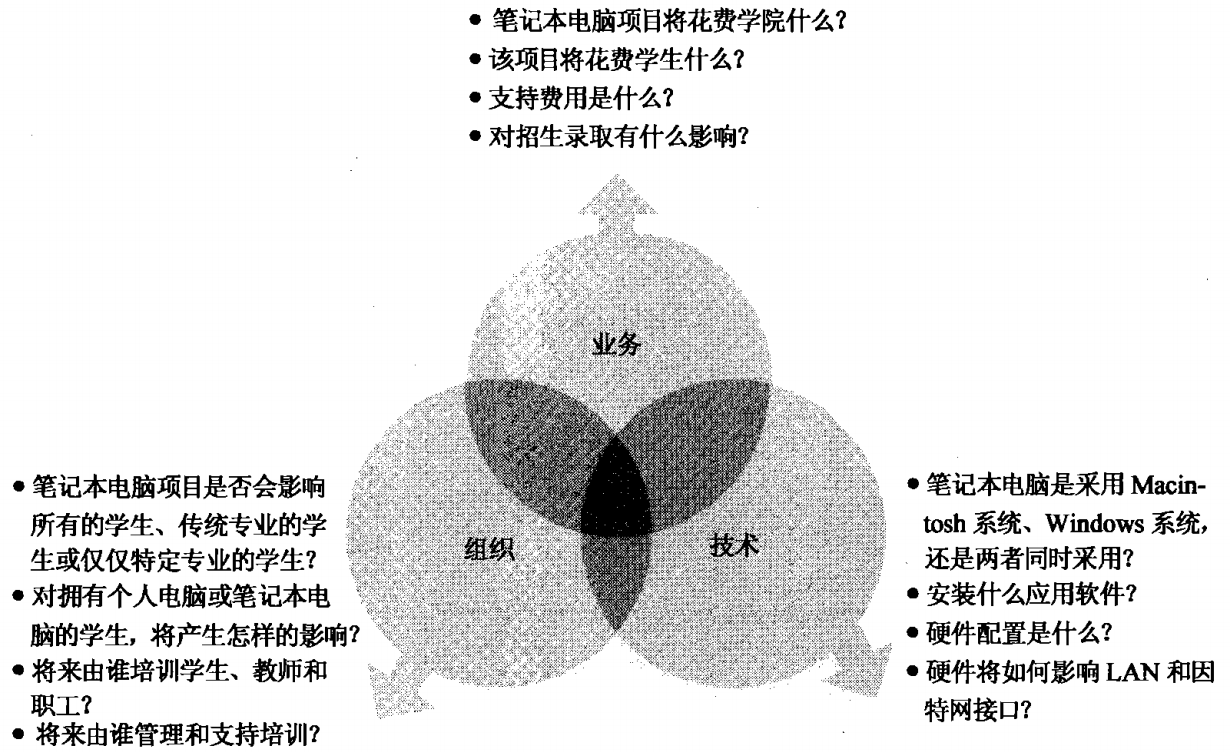 ● 笔记本电脑项目将花费学院什么？
● 该项目将花费学生什么？
● 支持费用是什么？
● 对招生录取有什么影响？
业务
组织
技术
● 笔记本电脑项目是否会影响
所有的学生、传统专业的学
生或仅仅特定专业的学生？
● 对拥有个人电脑或笔记本电
脑的学生，将产生怎样的影响？
● 将来由谁培训学生、教师和
职工？
● 将来由谁管理和支持培训？
● 笔记本电脑是采用 Macin-
tosh 系统、Windows 系统，
还是两者同时采用？
● 安装什么应用软件？
● 硬件配置是什么？
● 硬件将如何影响 LAN 和因
特网接口？